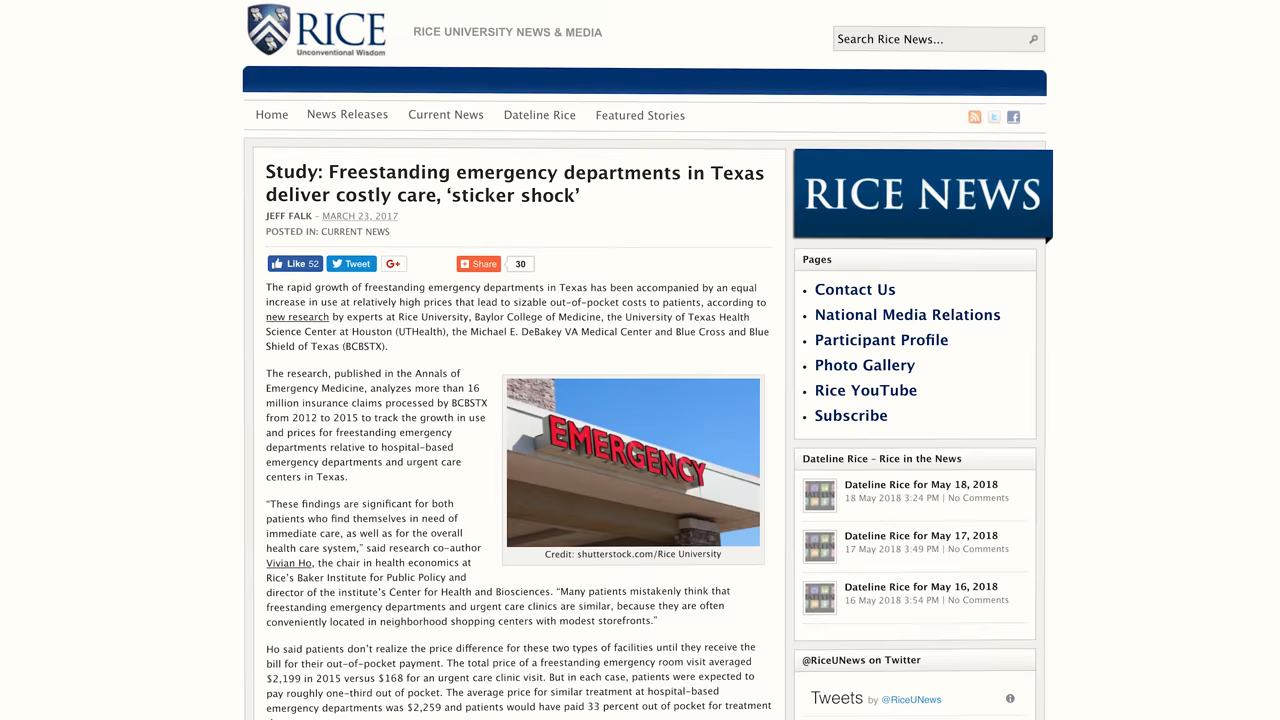 RICE
Unconventional Wisdom
RICE UNIVERSITY NEWS & MEDIA
Search Rice News...
Home News Releases Current News Dateline Rice Featured Stories
Study: Freestanding emergency departments in Texas
deliver costly care, ‘sticker shock’
JEFF FALK – MARCH 23, 2017
POSTED IN: CURRENT NEWS
Like 52 Tweet G+ Share 30
The rapid growth of freestanding emergency departments in Texas has been accompanied by an equal
increase in use at relatively high prices that lead to sizable out-of-pocket costs to patients, according to
new research by experts at Rice University, Baylor College of Medicine, the University of Texas Health
Science Center at Houston (UTHealth), the Michael E. DeBakey VA Medical Center and Blue Cross and Blue
Shield of Texas (BCBSTX).
The research, published in the Annals of
Emergency Medicine, analyzes more than 16
million insurance claims processed by BCBSTX
from 2012 to 2015 to track the growth in use
and prices for freestanding emergency
departments relative to hospital-based
emergency departments and urgent care
centers in Texas.
EMERGENCY
Credit: shutterstock.com/Rice University
“These findings are significant for both
patients who find themselves in need of
immediate care, as well as for the overall
health care system,” said research co-author
Vivian Ho, the chair in health economics at
Rice’s Baker Institute for Public Policy and
director of the institute’s Center for Health and Biosciences. “Many patients mistakenly think that
freestanding emergency departments and urgent care clinics are similar, because they are often
conveniently located in neighborhood shopping centers with modest storefronts.”
Ho said patients don’t realize the price difference for these two types of facilities until they receive the
bill for their out-of-pocket payment. The total price of a freestanding emergency room visit averaged
$2,199 in 2015 versus $168 for an urgent care clinic visit. But in each case, patients were expected to
pay roughly one-third out of pocket. The average price for similar treatment at hospital-based
emergency departments was $2,259 and patients would have paid 33 percent out of pocket for treatment
RICE NEWS
Pages
Contact Us
National Media Relations
Participant Profile
Photo Gallery
Rice YouTube
Subscribe
Dateline Rice – Rice in the News
Dateline Rice for May 18, 2018
18 May 2018 3:24 PM | No Comments
Dateline Rice for May 17, 2018
17 May 2018 3:49 PM | No Comments
Dateline Rice for May 16, 2018
16 May 2018 3:54 PM | No Comments
@RiceUNews on Twitter
Tweets by @RiceUNews